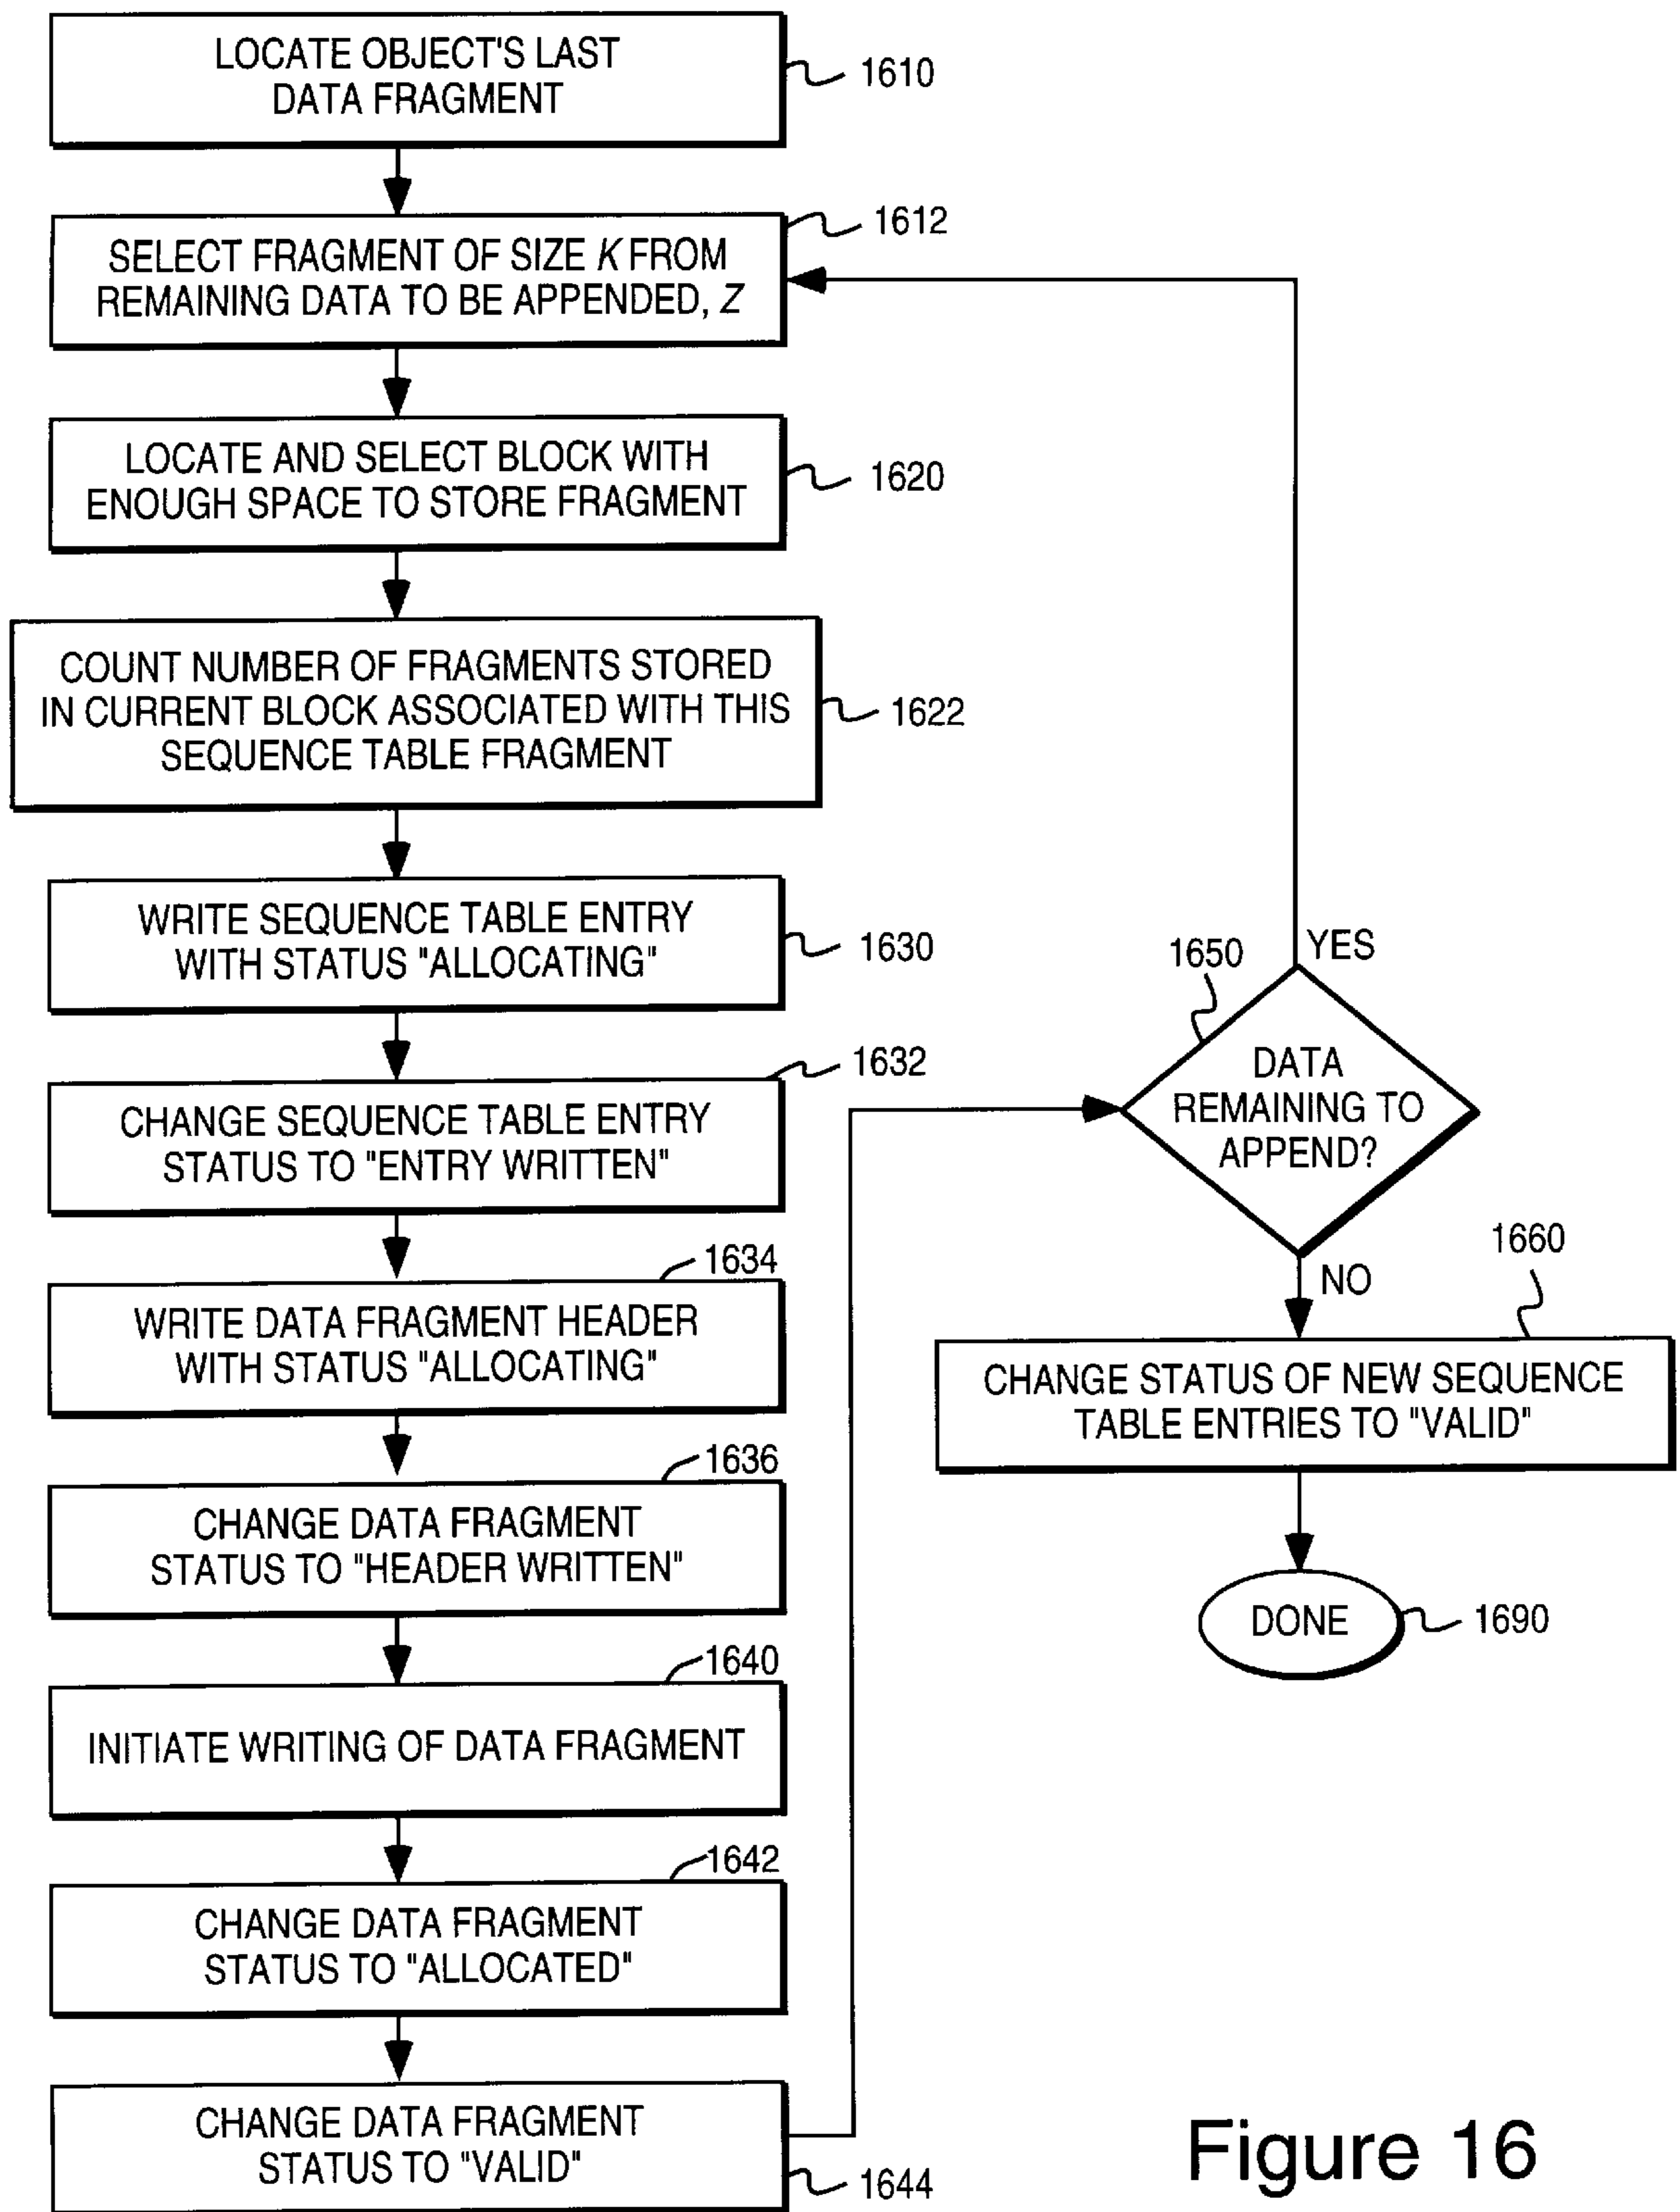 LOCATE OBJECT'S LAST
DATA FRAGMENT
1610
1612
SELECT FRAGMENT OF SIZE K FROM
REMAINING DATA TO BE APPENDED, Z
LOCATE AND SELECT BLOCK WITH
ENOUGH SPACE TO STORE FRAGMENT
1620
COUNT NUMBER OF FRAGMENTS STORED
IN CURRENT BLOCK ASSOCIATED WITH THIS
SEQUENCE TABLE FRAGMENT
1622
WRITE SEQUENCE TABLE ENTRY
WITH STATUS "ALLOCATING"
1630
1632
CHANGE SEQUENCE TABLE ENTRY
STATUS TO "ENTRY WRITTEN"
1634
WRITE DATA FRAGMENT HEADER
WITH STATUS "ALLOCATING"
1636
CHANGE DATA FRAGMENT
STATUS TO "HEADER WRITTEN"
1640
INITIATE WRITING OF DATA FRAGMENT
1642
CHANGE DATA FRAGMENT
STATUS TO "ALLOCATED"
CHANGE DATA FRAGMENT
STATUS TO "VALID"
1644
YES
1650
DATA
REMAINING TO
APPEND?
NO
1660
CHANGE STATUS OF NEW SEQUENCE
TABLE ENTRIES TO "VALID"
DONE
1690
Figure 16